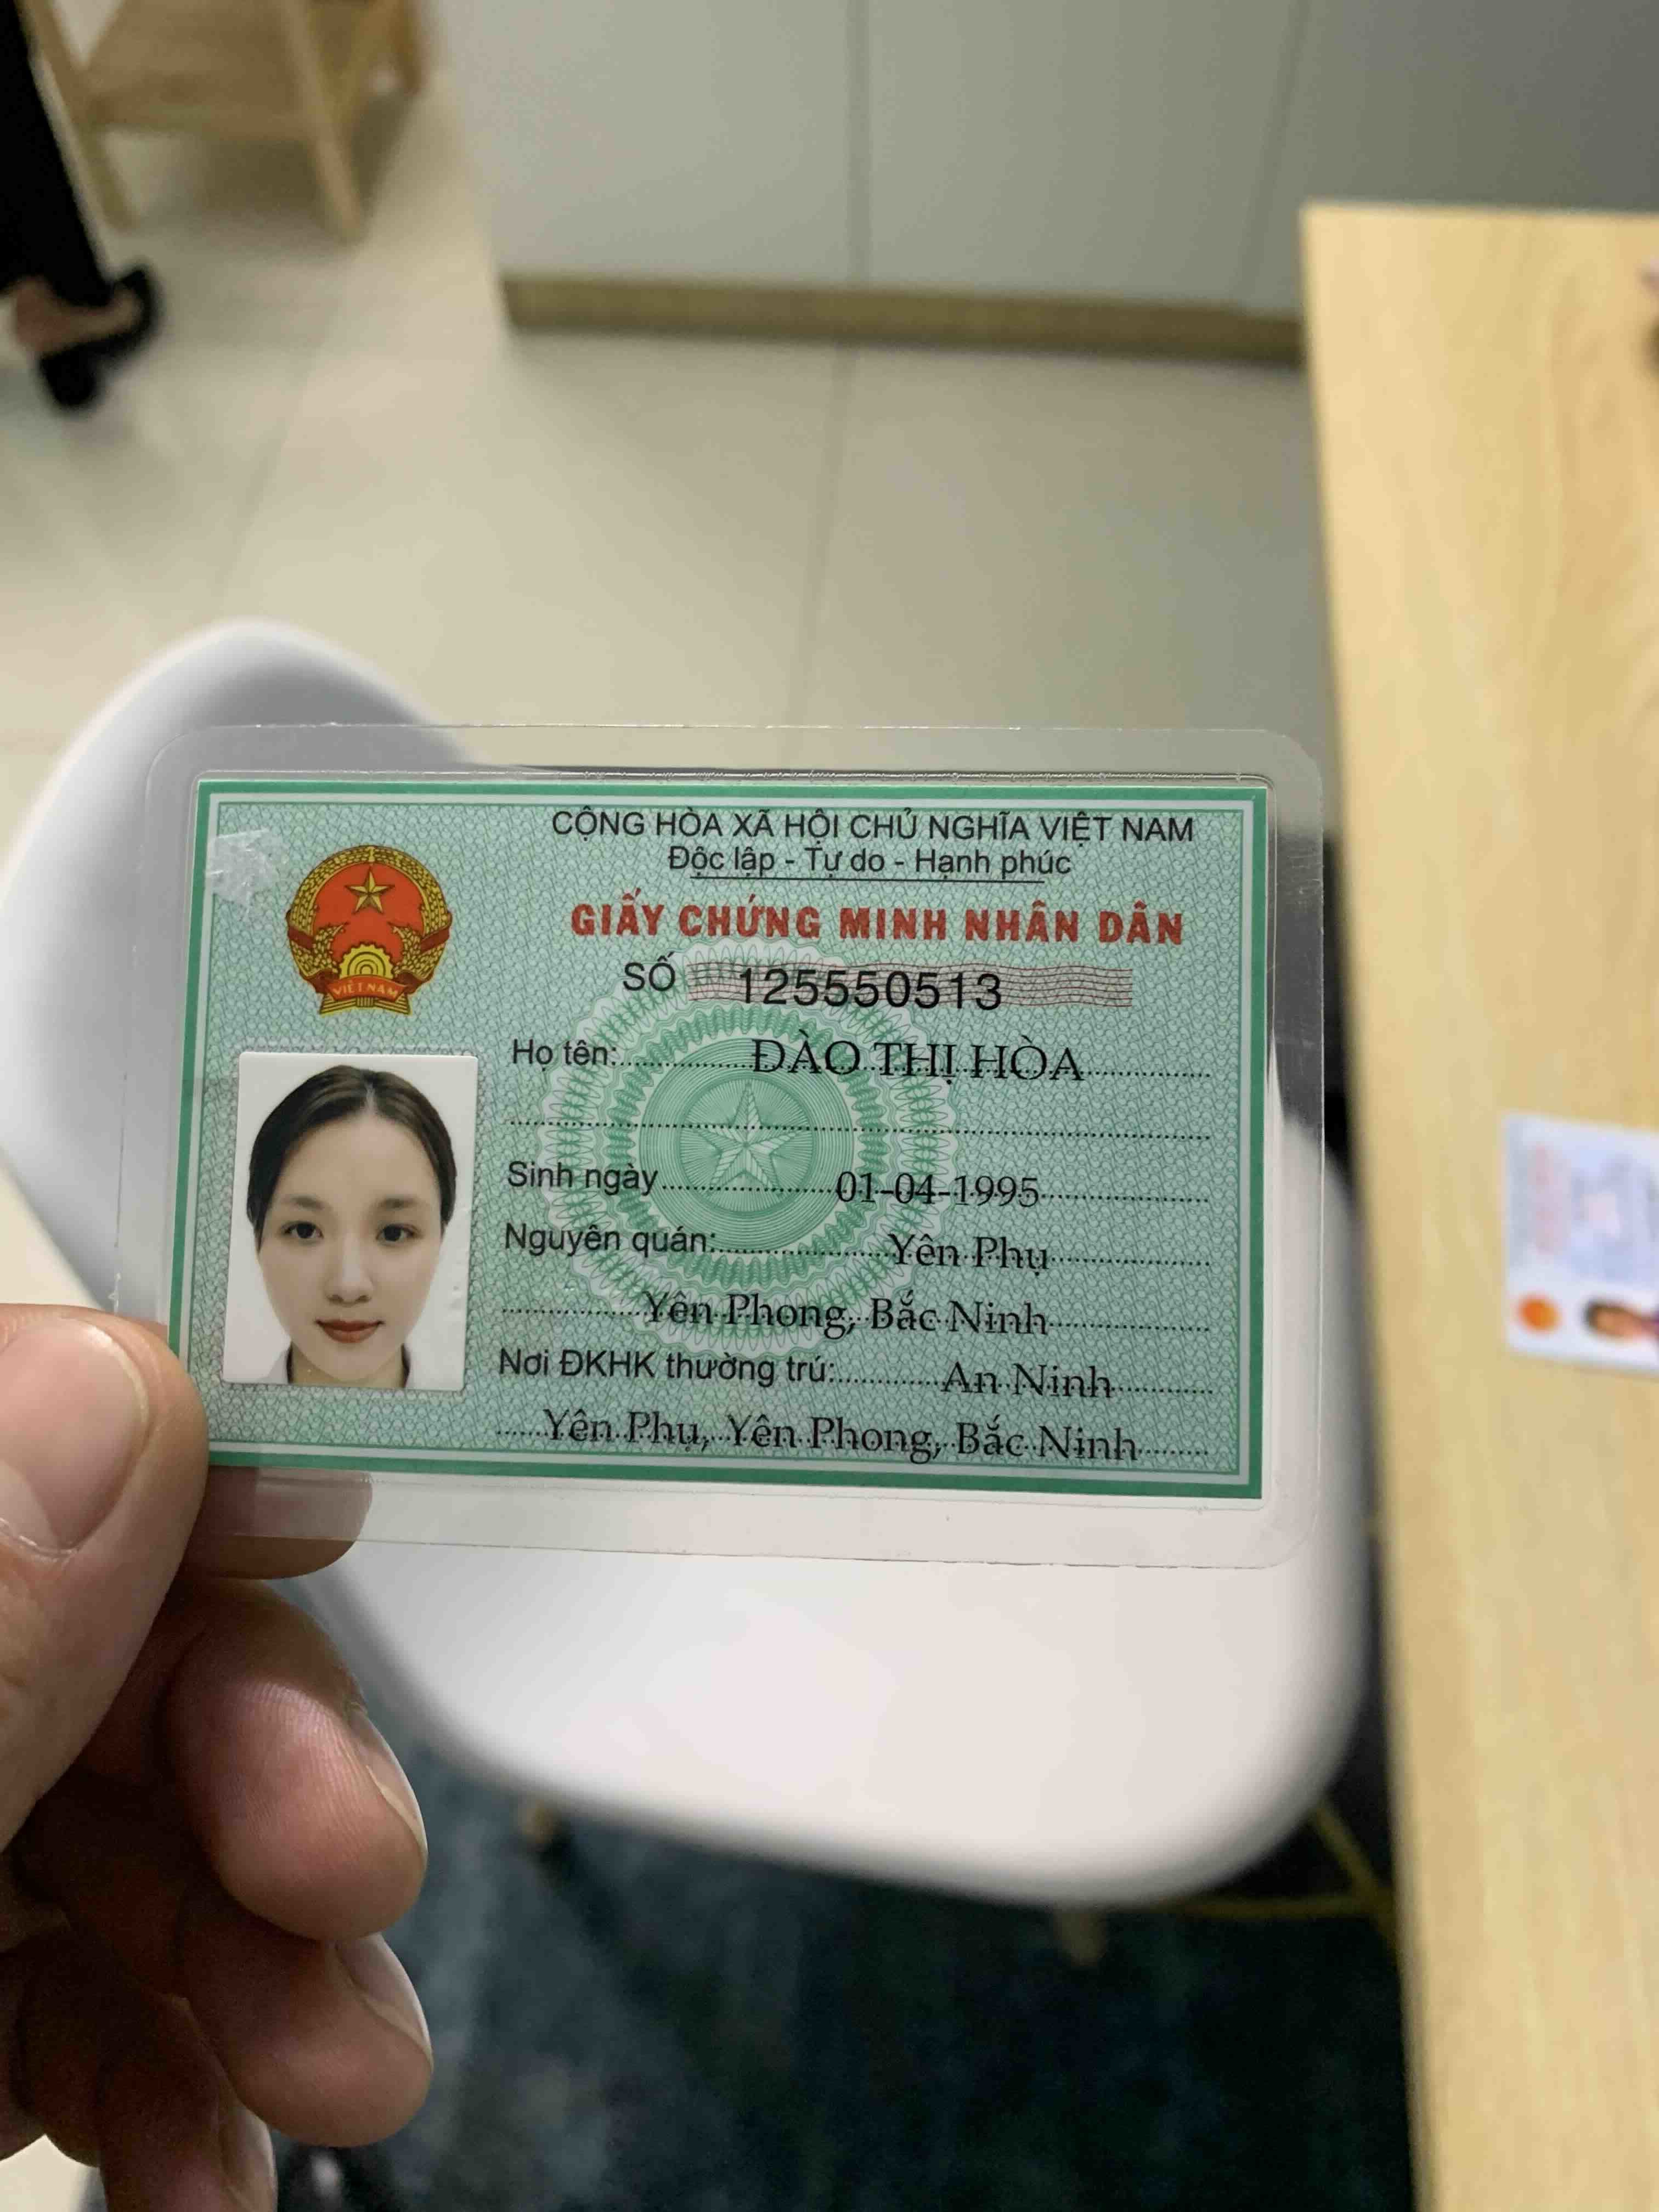 CỘNG HÒA XÃ HỘI CHỦ NGHĨA VIỆT NAM
Độc lập - Tự do - Hạnh phúc
GIẤY CHỨNG MINH NHÂN DÂN
SỐ 125550513
VIỆT NAM
Họ tên: ĐÀO THỊ HÒA
Sinh ngày 01-04-1995
Nguyên quán: Yên Phụ
Yên Phong, Bắc Ninh
Nơi ĐKHK thường trú: An Ninh
Yên Phụ, Yên Phong, Bắc Ninh